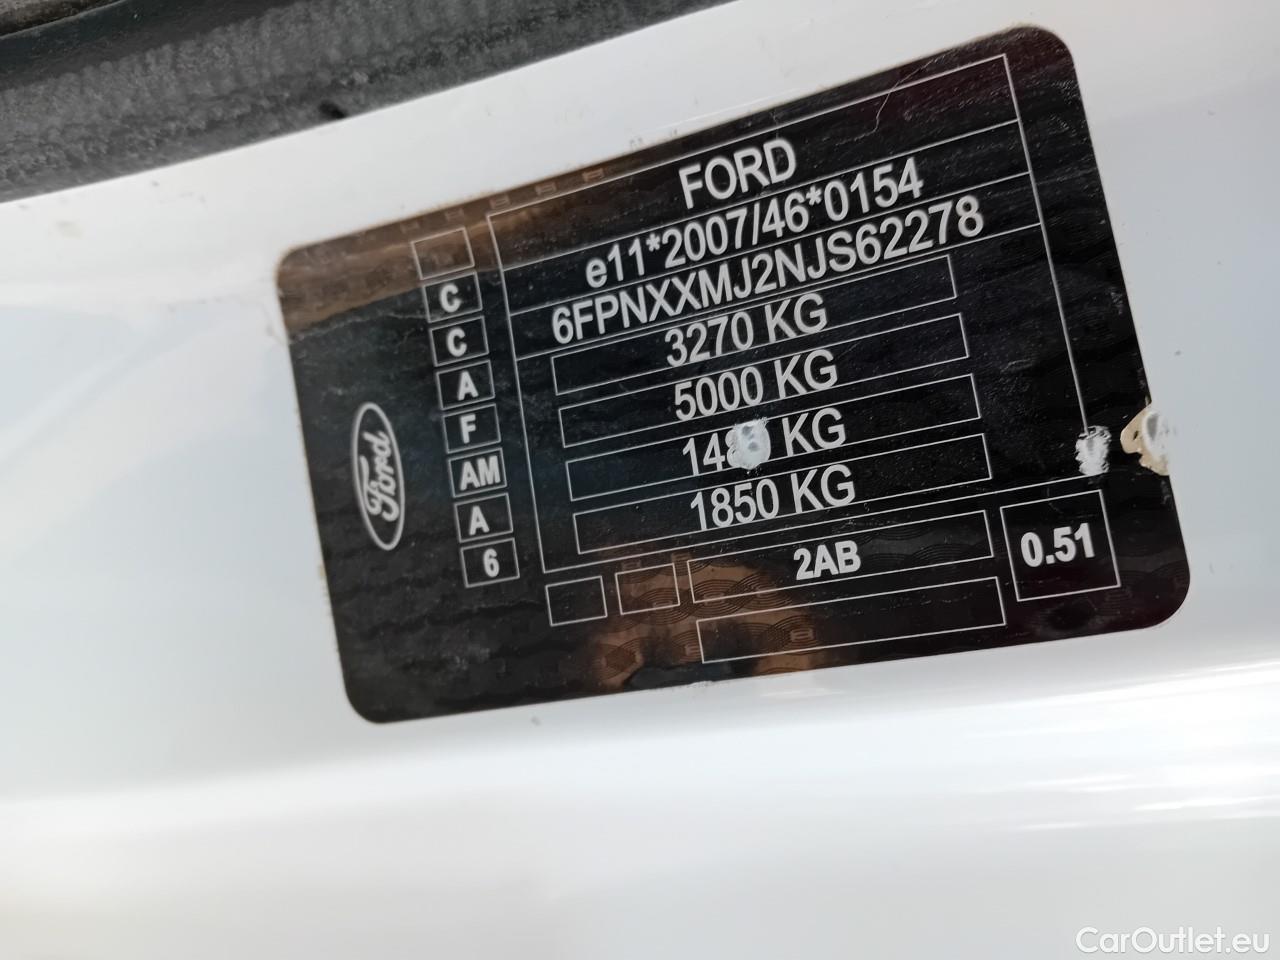 FORD
e11*2007/46*0154
6FPNXXMJ2NJS62278
3270 KG
5000 KG
KG
1850 KG
C
C
A
F
AM
A
6
Ford
2AB
0.51
CarOutlet.eu